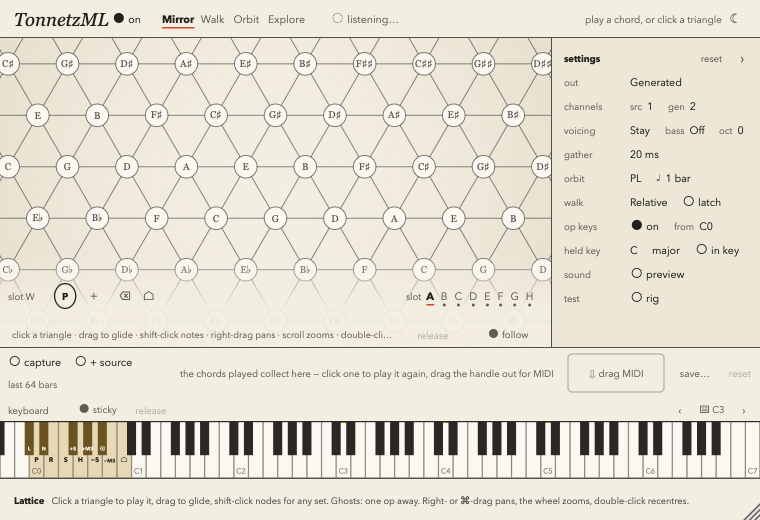 TonnetzML on Mirror Walk Orbit Explore listening... play a chord, or click a triangle
C♯ G♯ D♯ A♯ E♯ B♯ F♯♯ C♯♯ G♯♯ D♯♯
E B F♯ C♯ G♯ D♯ A♯ E♯ B♯
C G D A E B F♯ C♯ G♯ D♯
E♭ B♭ F C G D A E B
C♭ G♭ D♭ A♭ E♭ B♭ F C G D
slot W P + slot A B C D E F G H
click a triangle · drag to glide · shift-click notes · right-drag pans · scroll zooms · double-cli... release follow
settings reset ›
out Generated
channels src 1 gen 2
voicing Stay bass Off oct 0
gather 20 ms
orbit PL ♩ 1 bar
walk Relative latch
op keys on from C0
held key C major in key
sound preview
test rig
capture + source
last 64 bars
the chords played collect here – click one to play it again, drag the handle out for MIDI ⇩ drag MIDI save... reset
keyboard sticky release ‹ C3 ›
L N +5 +M3
P R S H −5 −M3
C0 C1 C2 C3 C4 C5 C6 C7
Lattice Click a triangle to play it, drag to glide, shift-click nodes for any set. Ghosts: one op away. Right- or ⌘-drag pans, the wheel zooms, double-click recentres.